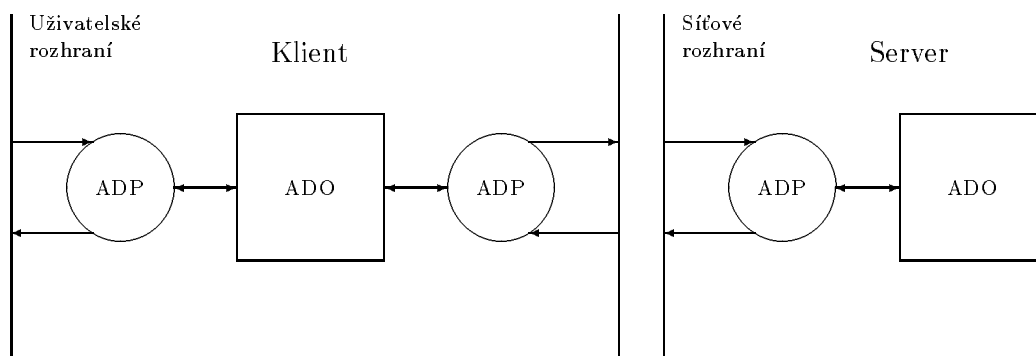 Uživatelské
rozhraní
Klient
Síťové
rozhraní
Server
ADP
ADO
ADP
ADP
ADO